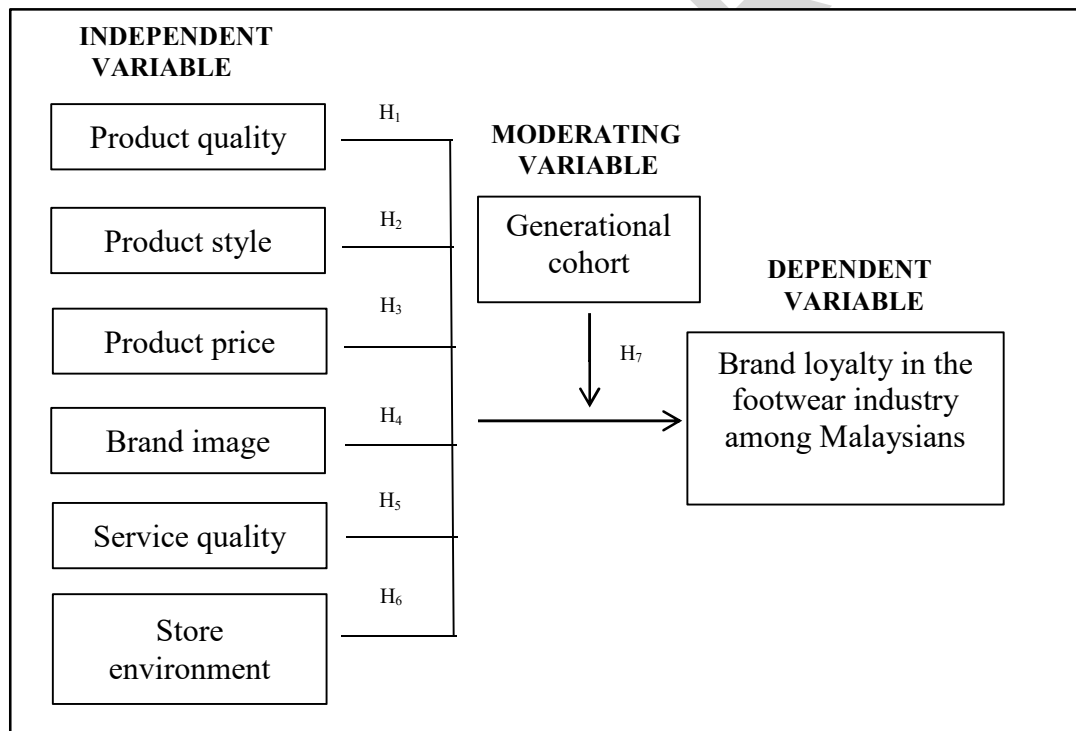 INDEPENDENT
VARIABLE
Product quality
H₁
Product style
H₂
Product price
H₃
Brand image
H₄
Service quality
H₅
Store
environment
H₆
MODERATING
VARIABLE
Generational
cohort
H₇
DEPENDENT
VARIABLE
Brand loyalty in the
footwear industry
among Malaysians